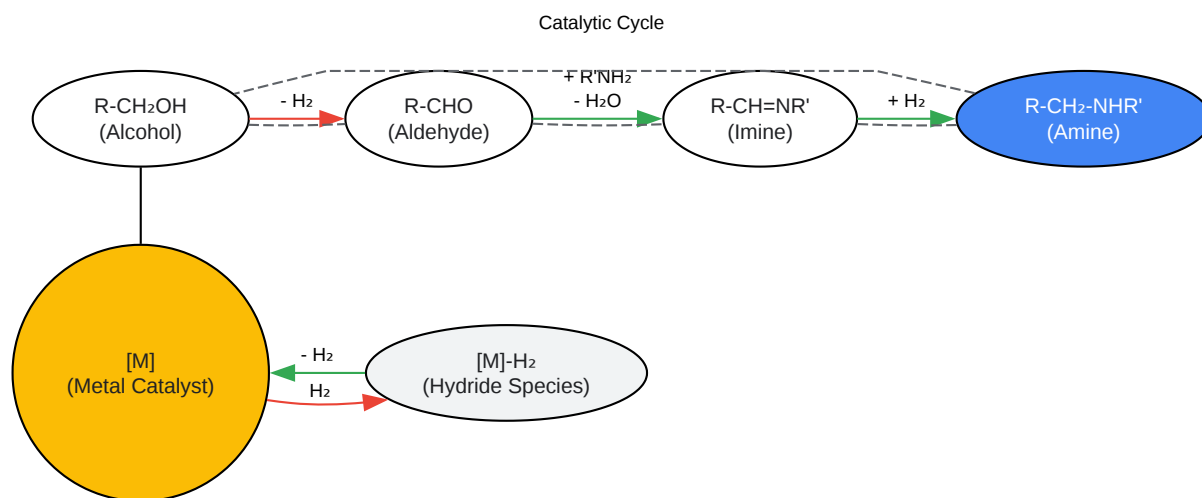 Catalytic Cycle
R-CH₂OH
(Alcohol)
- H₂
R-CHO
(Aldehyde)
+ R'NH₂
- H₂O
R-CH=NR'
(Imine)
+ H₂
R-CH₂-NHR'
(Amine)
[M]
(Metal Catalyst)
- H₂
H₂
[M]-H₂
(Hydride Species)